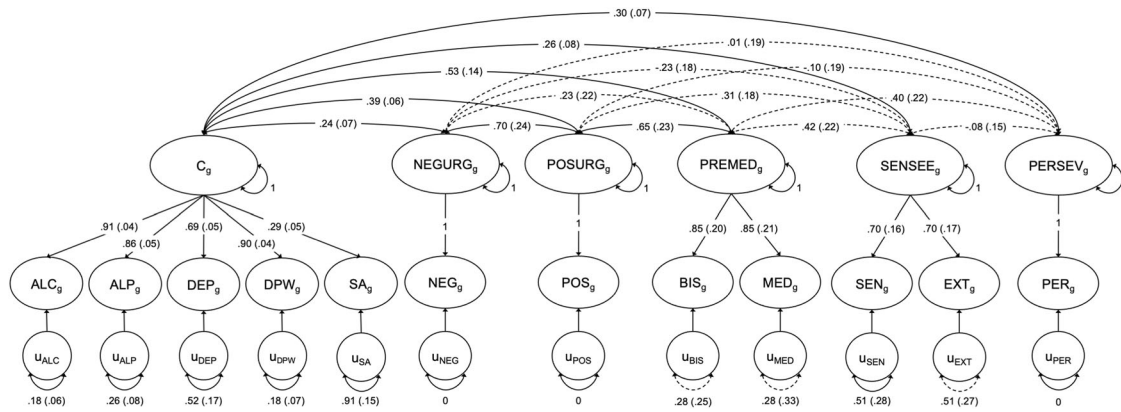 .30 (.07)
.26 (.08)
.01 (.19)
.53 (.14)
-.23 (.18)
-.10 (.19)
.39 (.06)
.23 (.22)
.31 (.18)
.40 (.22)
.24 (.07)
.70 (.24)
.65 (.23)
.42 (.22)
-.08 (.15)
Cg
NEGURGg
POSURGg
PREMEDg
SENSEEg
PERSEVg
1
1
1
1
1
.91 (.04)
.86 (.05)
.69 (.05)
.90 (.04)
.29 (.05)
1
1
.85 (.20)
.85 (.21)
.70 (.16)
.70 (.17)
1
ALCg
ALPg
DEPg
DPWg
SAg
NEGg
POSg
BISg
MEDg
SENg
EXTg
PERg
uALC
uALP
uDEP
uDPW
uSA
uNEG
uPOS
uBIS
uMED
uSEN
uEXT
uPER
.18 (.06)
.26 (.08)
.52 (.17)
.18 (.07)
.91 (.15)
0
0
.28 (.25)
.28 (.33)
.51 (.28)
.51 (.27)
0